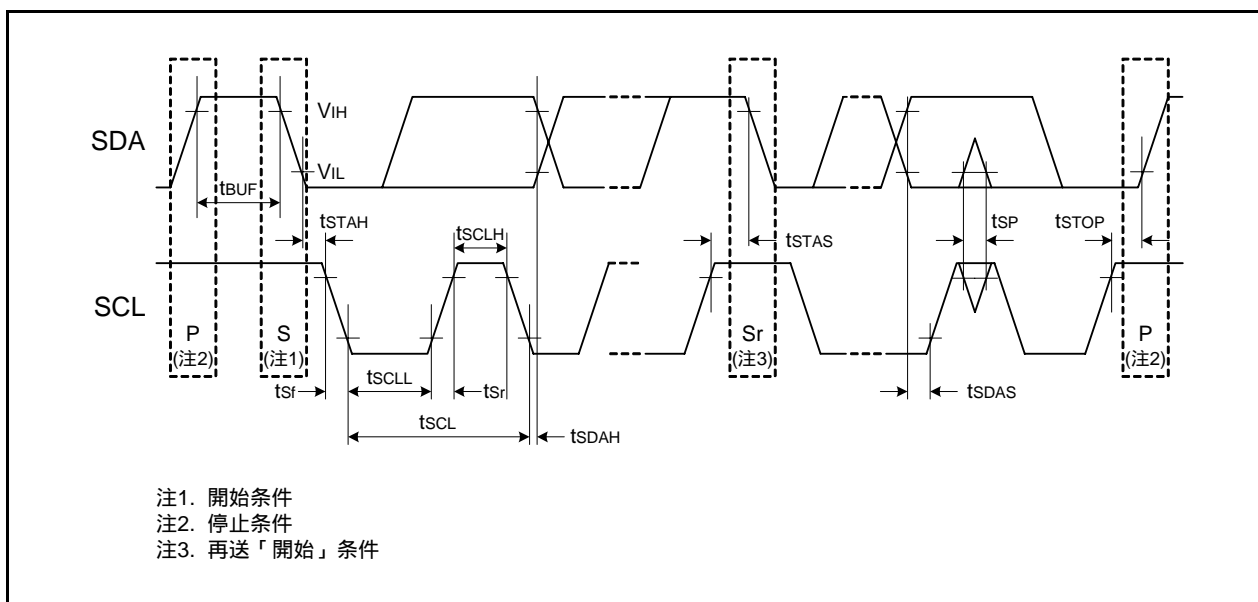 SDA
VIH
VIL
tBUF
tSTAH
tSCLH
tSTAS
tSP
tSTOP
SCL
P
(注2)
S
(注1)
Sr
(注3)
P
(注2)
tSf
tSCLL
tSr
tSDAS
tSCL
tSDAH
注1. 開始条件
注2. 停止条件
注3. 再送「開始」条件